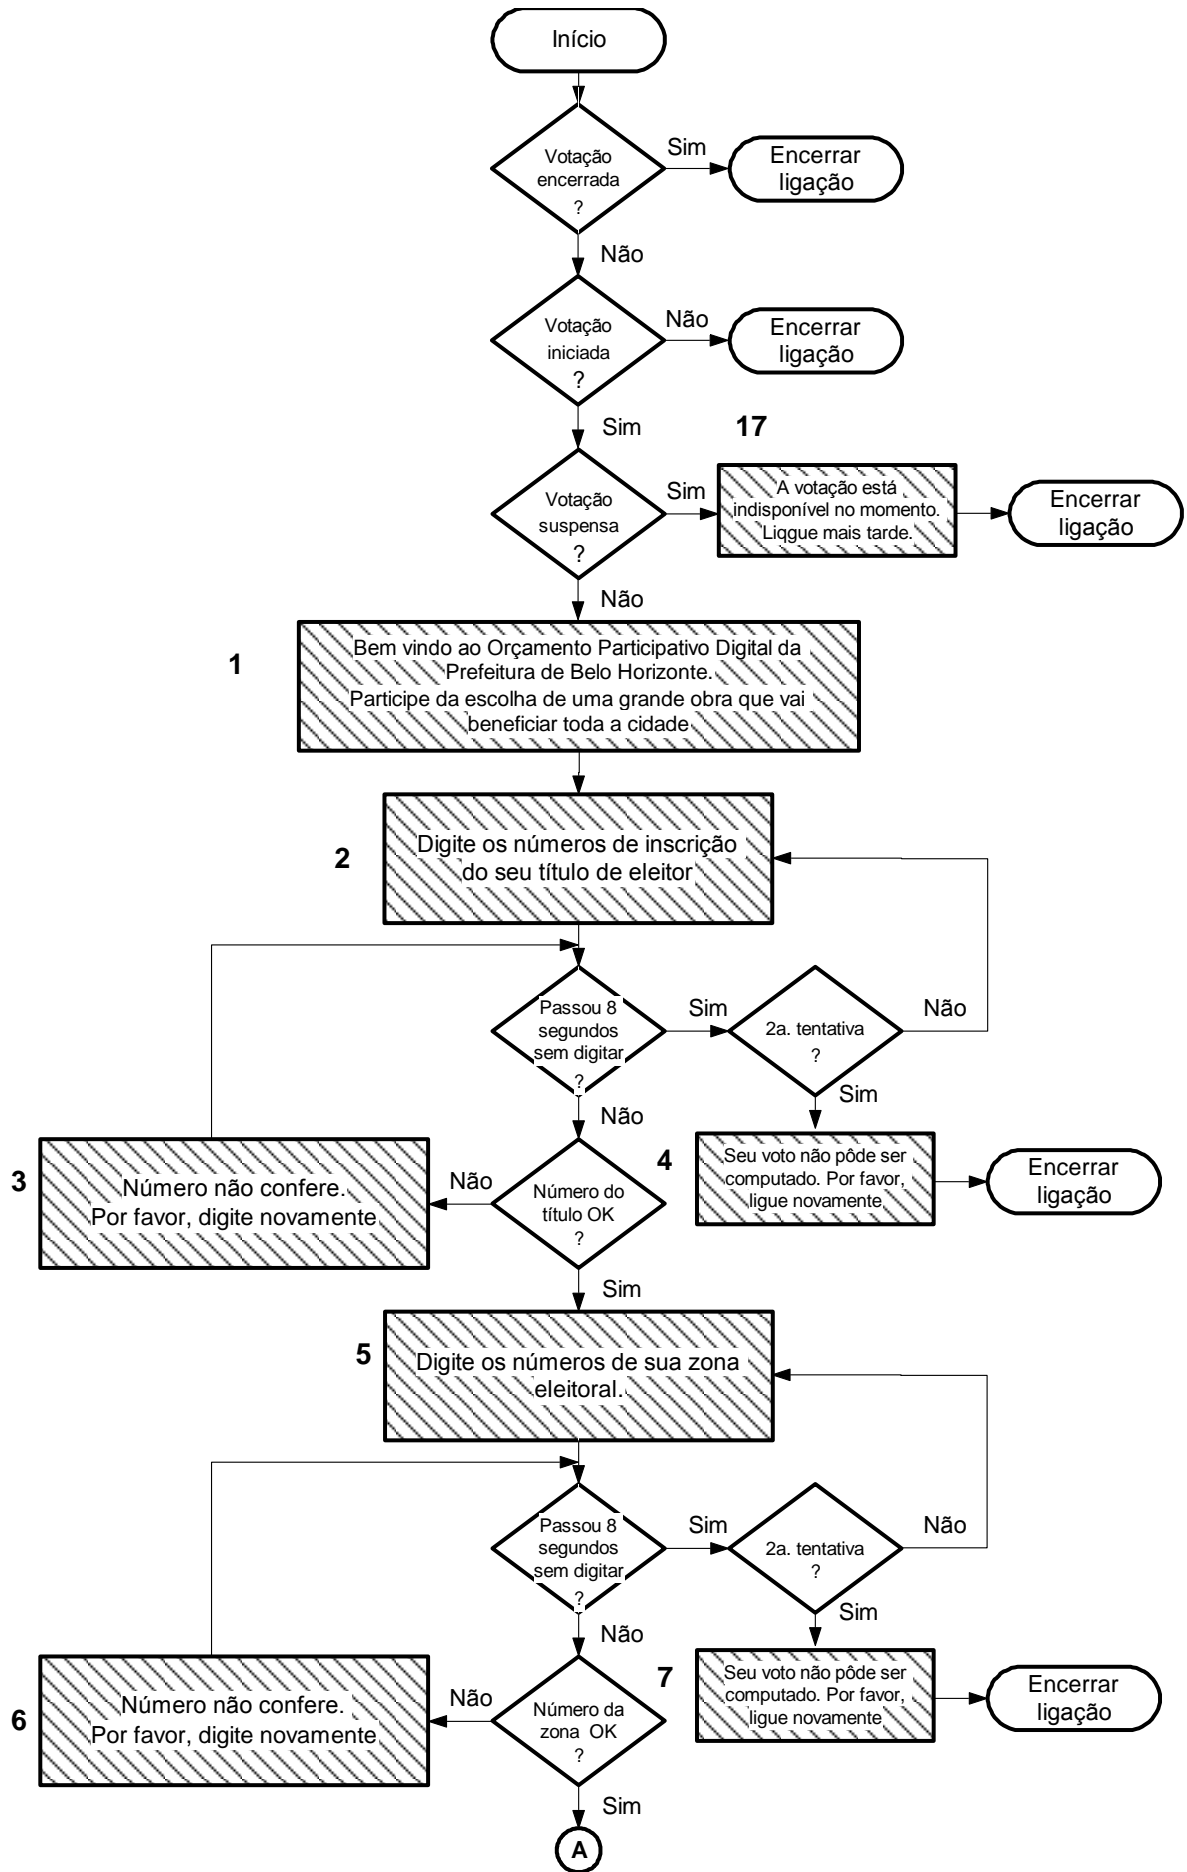 Início
Votação
encerrada
?
Sim
Encerrar
ligação
Não
Votação
iniciada
?
Não
Encerrar
ligação
Sim
17
Votação
suspensa
?
Sim
A votação está
indisponível no momento.
Liqgue mais tarde.
Encerrar
ligação
Não
1
Bem vindo ao Orçamento Participativo Digital da
Prefeitura de Belo Horizonte.
Participe da escolha de uma grande obra que vai
beneficiar toda a cidade
2
Digite os números de inscrição
do seu título de eleitor
Passou 8
segundos
sem digitar
?
Sim
2a. tentativa
?
Não
Sim
Não
3
Número não confere.
Por favor, digite novamente
Não
Número do
título OK
?
4
Seu voto não pôde ser
computado. Por favor,
ligue novamente
Encerrar
ligação
Sim
5
Digite os números de sua zona
eleitoral.
Passou 8
segundos
sem digitar
?
Sim
2a. tentativa
?
Não
Sim
Não
6
Número não confere.
Por favor, digite novamente
Não
Número da
zona OK
?
7
Seu voto não pôde ser
computado. Por favor,
ligue novamente
Encerrar
ligação
Sim
A